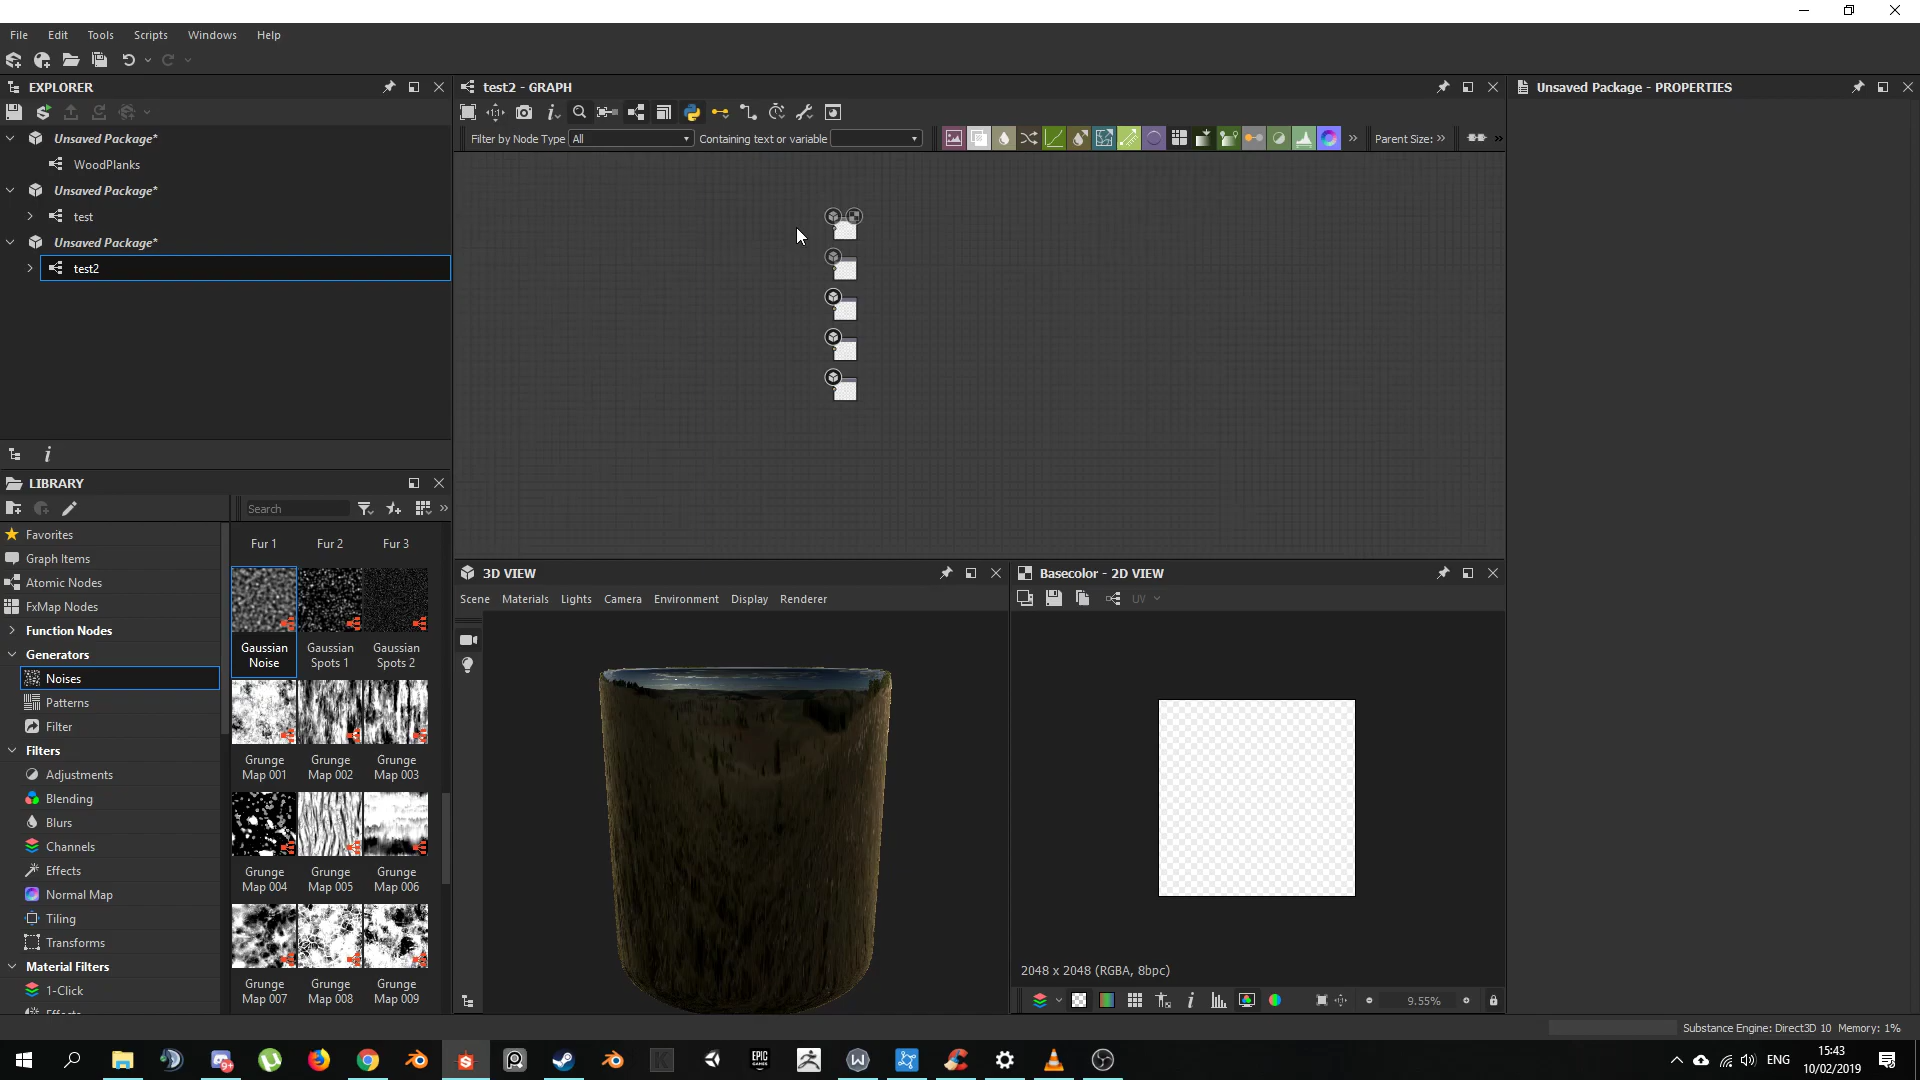 File Edit Tools Scripts Windows Help
EXPLORER
Unsaved Package*
WoodPlanks
Unsaved Package*
test
Unsaved Package*
test2
test2 - GRAPH
Filter by Node Type All Containing text or variable
Parent Size:
Unsaved Package - PROPERTIES
LIBRARY
Search
Favorites
Graph Items
Atomic Nodes
FxMap Nodes
Function Nodes
Generators
Noises
Patterns
Filter
Filters
Adjustments
Blending
Blurs
Channels
Effects
Normal Map
Tiling
Transforms
Material Filters
1-Click
Fur 1 Fur 2 Fur 3
Gaussian Noise
Gaussian Spots 1
Gaussian Spots 2
Grunge Map 001
Grunge Map 002
Grunge Map 003
Grunge Map 004
Grunge Map 005
Grunge Map 006
Grunge Map 007
Grunge Map 008
Grunge Map 009
3D VIEW
Scene Materials Lights Camera Environment Display Renderer
Basecolor - 2D VIEW
UV
2048 x 2048 (RGBA, 8bpc)
9.55%
Substance Engine: Direct3D 10 Memory: 1%
9+
EPIC GAMES
ENG
15:43
10/02/2019